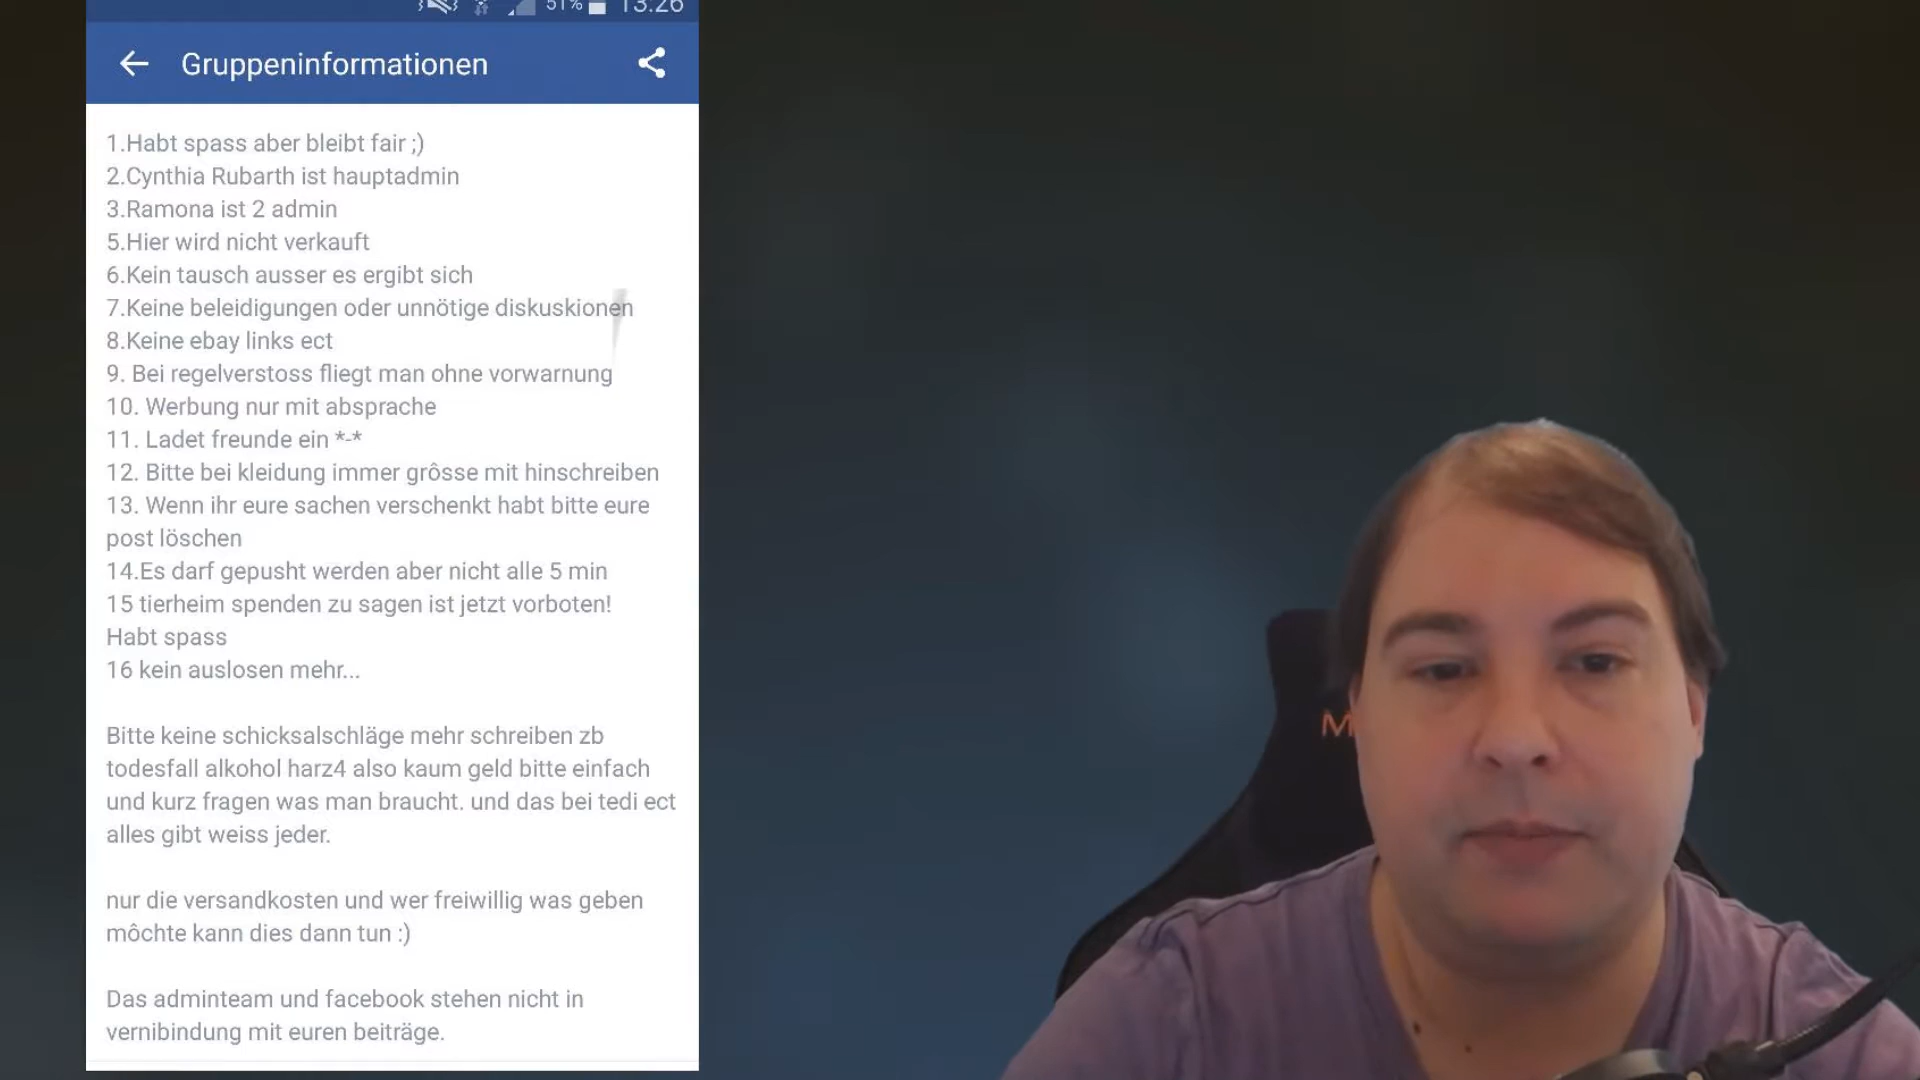 51% 13:26
Gruppeninformationen
1.Habt spass aber bleibt fair ;)
2.Cynthia Rubarth ist hauptadmin
3.Ramona ist 2 admin
5.Hier wird nicht verkauft
6.Kein tausch ausser es ergibt sich
7.Keine beleidigungen oder unnötige diskuskionen
8.Keine ebay links ect
9. Bei regelverstoss fliegt man ohne vorwarnung
10. Werbung nur mit absprache
11. Ladet freunde ein *-*
12. Bitte bei kleidung immer grôsse mit hinschreiben
13. Wenn ihr eure sachen verschenkt habt bitte eure
post löschen
14.Es darf gepusht werden aber nicht alle 5 min
15 tierheim spenden zu sagen ist jetzt vorboten!
Habt spass
16 kein auslosen mehr...
Bitte keine schicksalschläge mehr schreiben zb
todesfall alkohol harz4 also kaum geld bitte einfach
und kurz fragen was man braucht. und das bei tedi ect
alles gibt weiss jeder.
nur die versandkosten und wer freiwillig was geben
môchte kann dies dann tun :)
Das adminteam und facebook stehen nicht in
vernibindung mit euren beiträge.
M